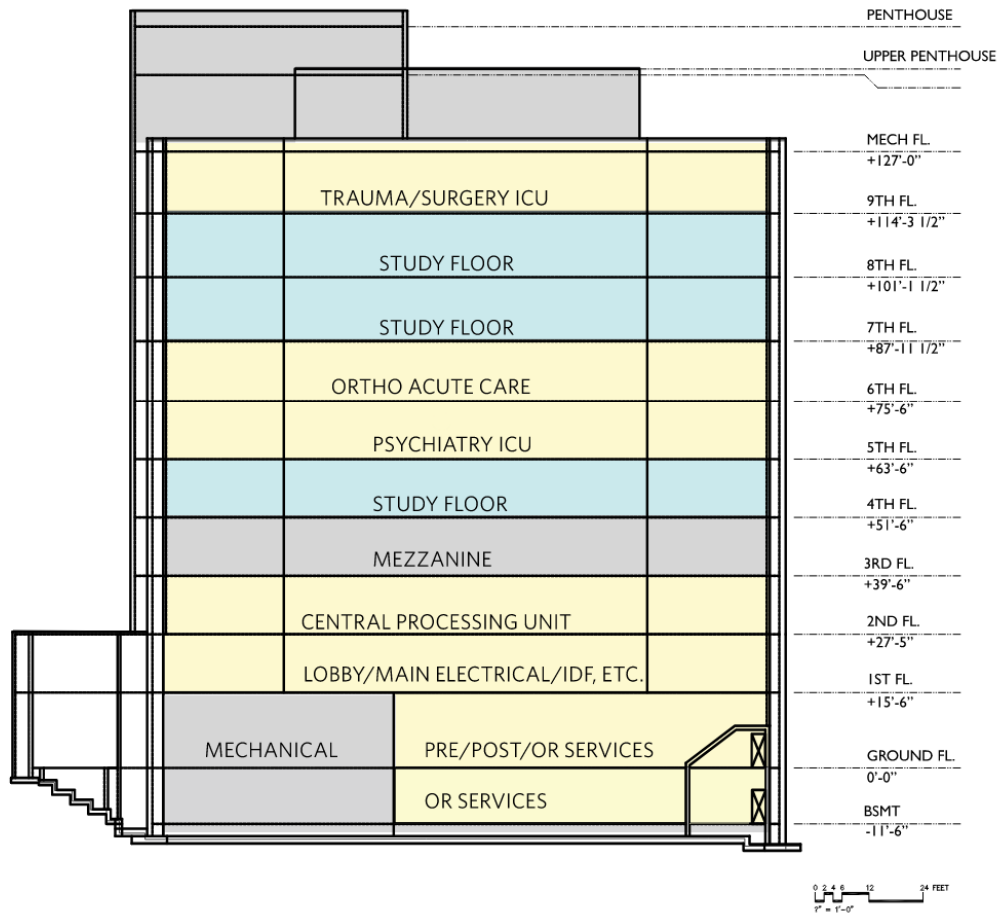 PENTHOUSE
UPPER PENTHOUSE
MECH FL.
+127'-0"
TRAUMA/SURGERY ICU
9TH FL.
+114'-3 1/2"
STUDY FLOOR
8TH FL.
+101'-1 1/2"
STUDY FLOOR
7TH FL.
+87'-11 1/2"
ORTHO ACUTE CARE
6TH FL.
+75'-6"
PSYCHIATRY ICU
5TH FL.
+63'-6"
STUDY FLOOR
4TH FL.
+51'-6"
MEZZANINE
3RD FL.
+39'-6"
CENTRAL PROCESSING UNIT
2ND FL.
+27'-5"
LOBBY/MAIN ELECTRICAL/IDF, ETC.
1ST FL.
+15'-6"
MECHANICAL
PRE/POST/OR SERVICES
GROUND FL.
0'-0"
OR SERVICES
BSMT
-11'-6"
0 2 4 6 12 24 FEET
?" = 1'-0"